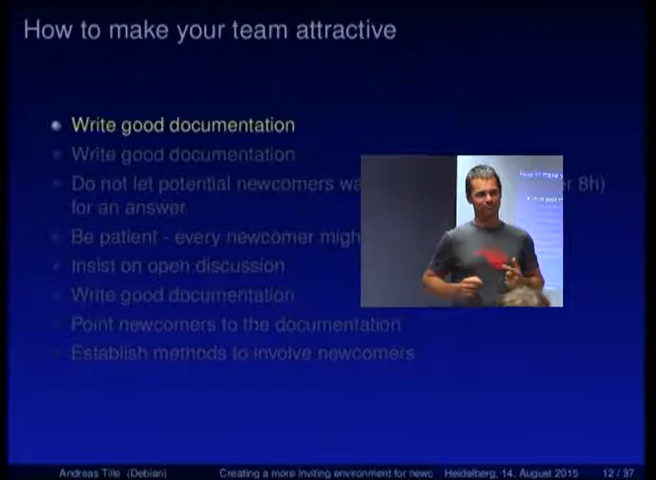 How to make your team attractive
Write good documentation
Write good documentation
Do not let potential newcomers wa r 8h)
for an answer
Be patient - every newcomer migh
Insist on open discussion
Write good documentation
Point newcomers to the documentation
Establish methods to involve newcomers
How to make y
Andreas Tille (Debian) Creating a more inviting environment for newc Heidelberg, 14. August 2015 12 / 37